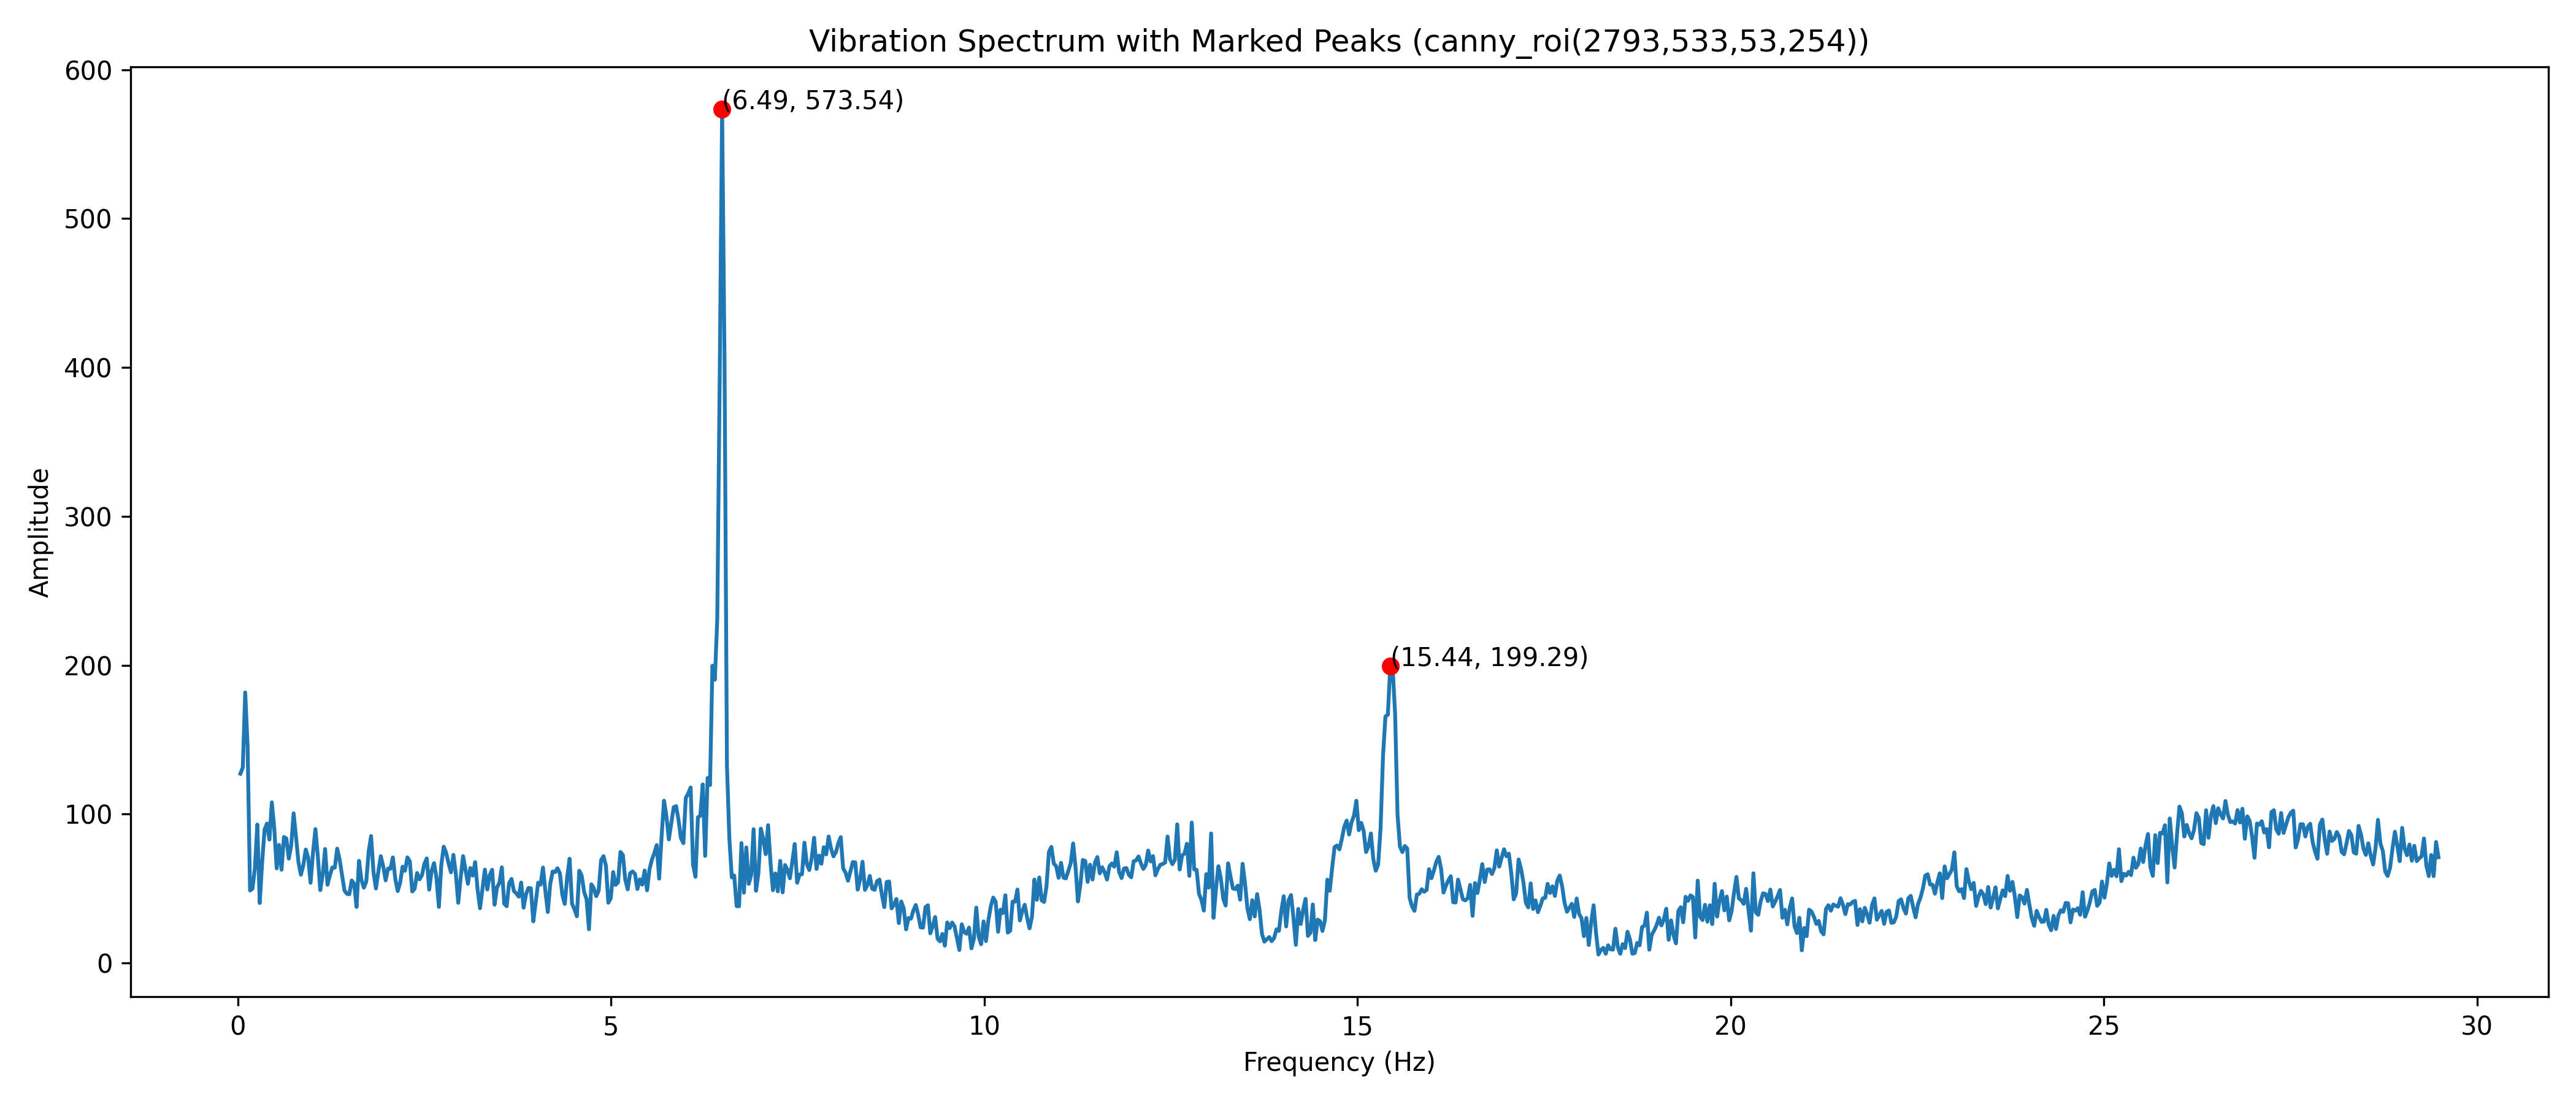 Vibration Spectrum with Marked Peaks (canny_roi(2793,533,53,254))
600
500
400
300
200
100
0
Amplitude
(6.49, 573.54)
(15.44, 199.29)
0 5 10 15 20 25 30
Frequency (Hz)